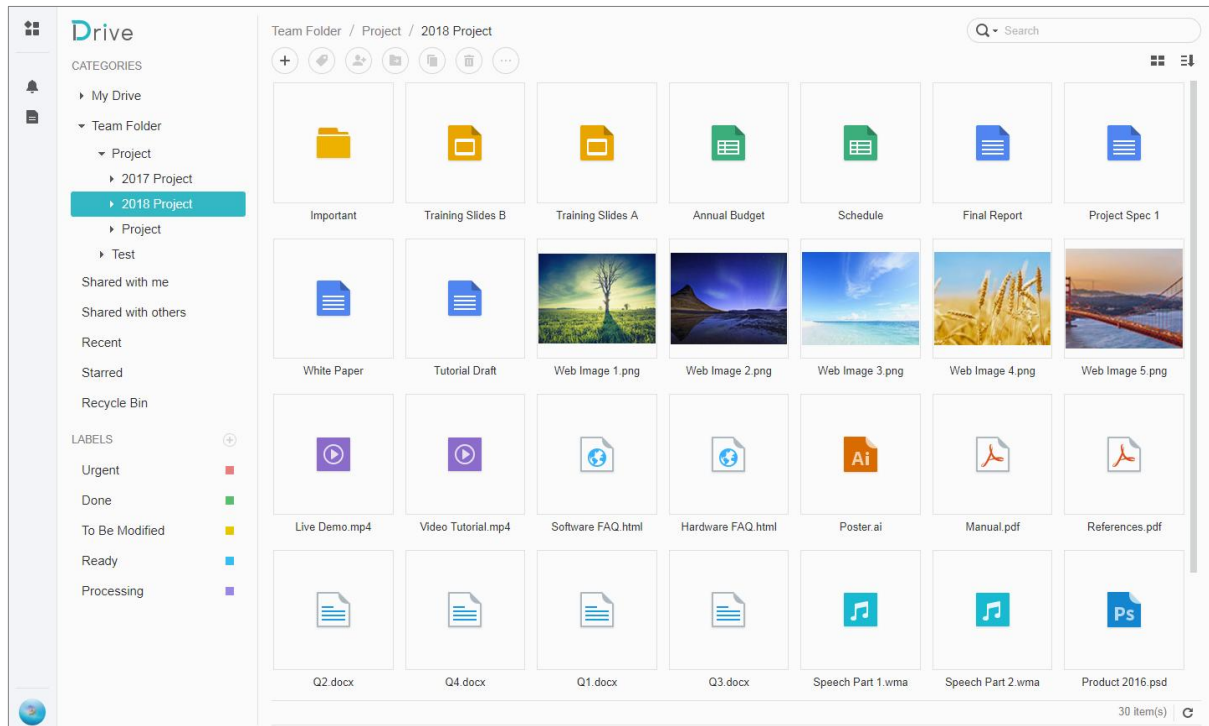 Drive
CATEGORIES
My Drive
Team Folder
Project
2017 Project
2018 Project
Project
Test
Shared with me
Shared with others
Recent
Starred
Recycle Bin
LABELS
Urgent
Done
To Be Modified
Ready
Processing
Team Folder / Project / 2018 Project
Search
Important Training Slides B Training Slides A Annual Budget Schedule Final Report Project Spec 1
White Paper Tutorial Draft Web Image 1.png Web Image 2.png Web Image 3.png Web Image 4.png Web Image 5.png
Ai
Live Demo.mp4 Video Tutorial.mp4 Software FAQ.html Hardware FAQ.html Poster.ai Manual.pdf References.pdf
Ps
Q2.docx Q4.docx Q1.docx Q3.docx Speech Part 1.wma Speech Part 2.wma Product 2016.psd
30 item(s)